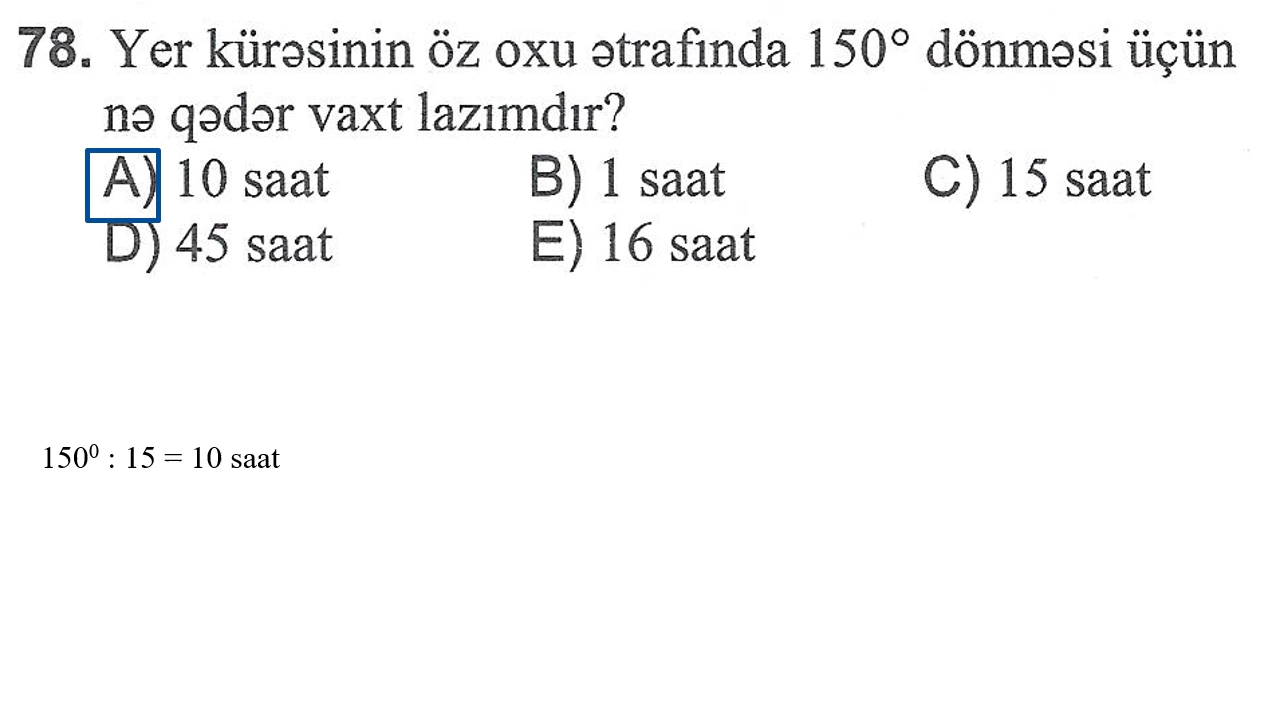 78. Yer kürəsinin öz oxu ətrafında 150° dönməsi üçün
nə qədər vaxt lazımdır?
A) 10 saat B) 1 saat C) 15 saat
D) 45 saat E) 16 saat
150⁰ : 15 = 10 saat